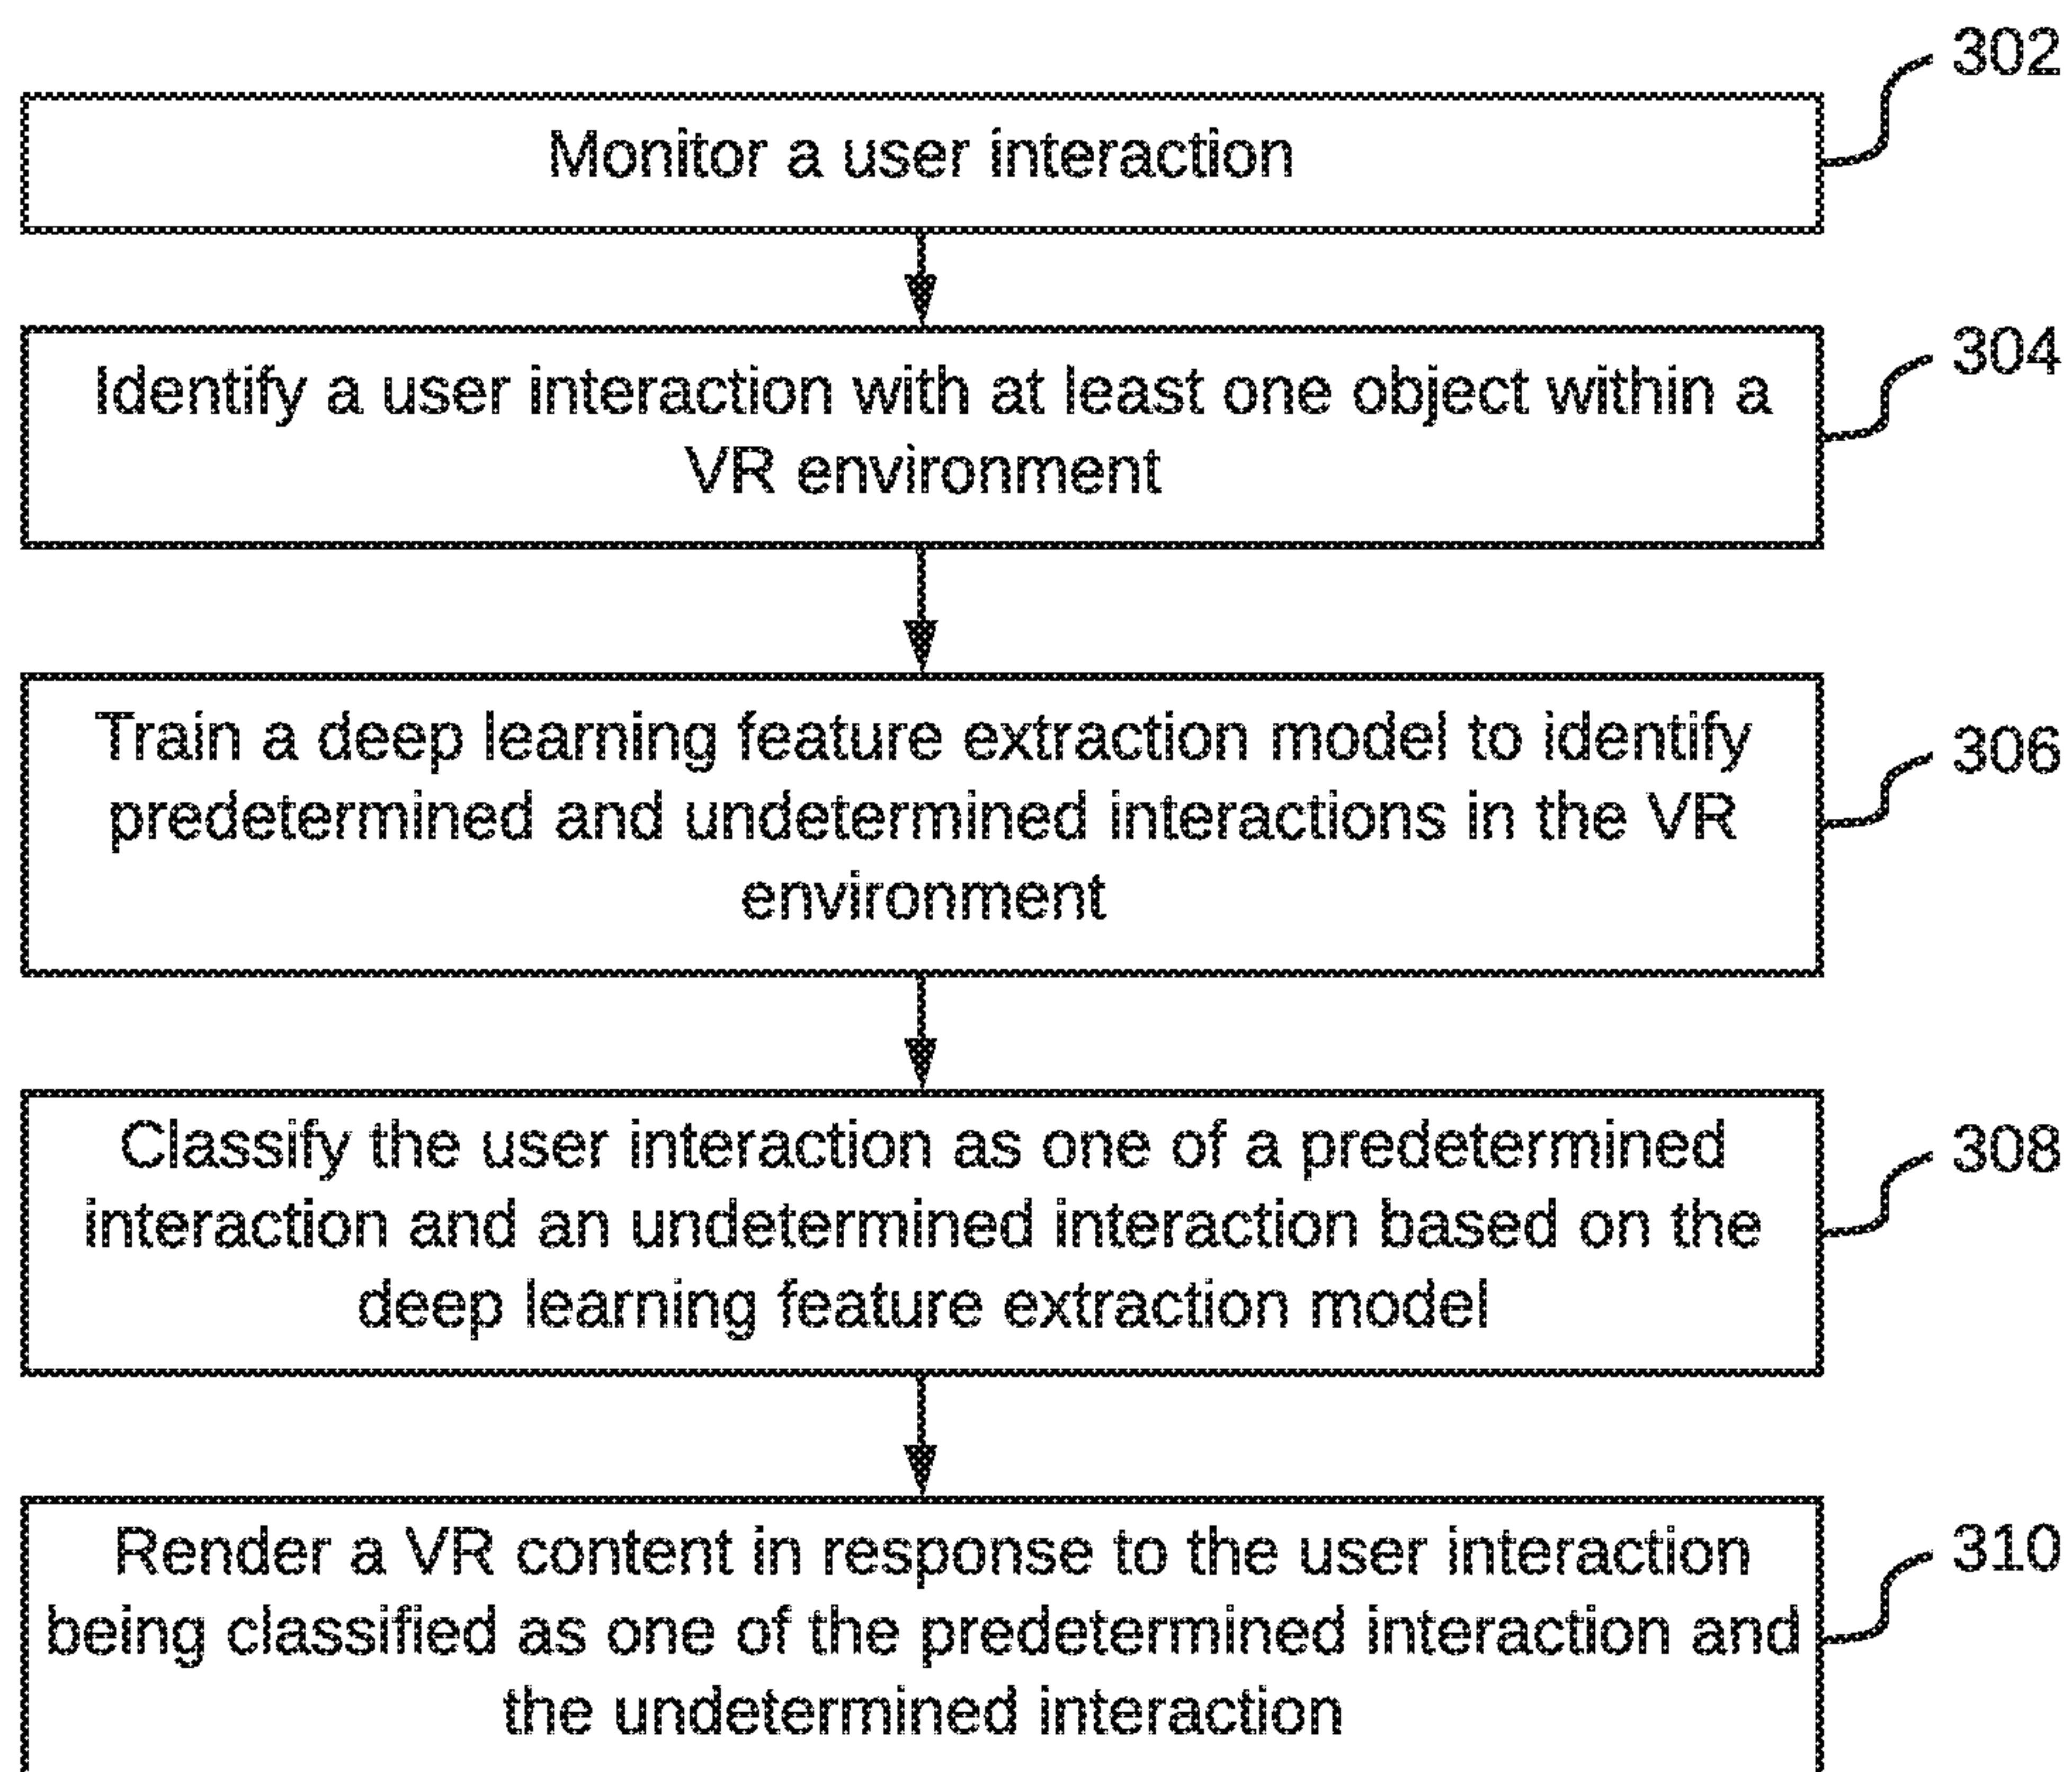 302
Monitor a user interaction
304
Identify a user interaction with at least one object within a
VR environment
306
Train a deep learning feature extraction model to identify
predetermined and undetermined interactions in the VR
environment
308
Classify the user interaction as one of a predetermined
interaction and an undetermined interaction based on the
deep learning feature extraction model
310
Render a VR content in response to the user interaction
being classified as one of the predetermined interaction and
the undetermined interaction